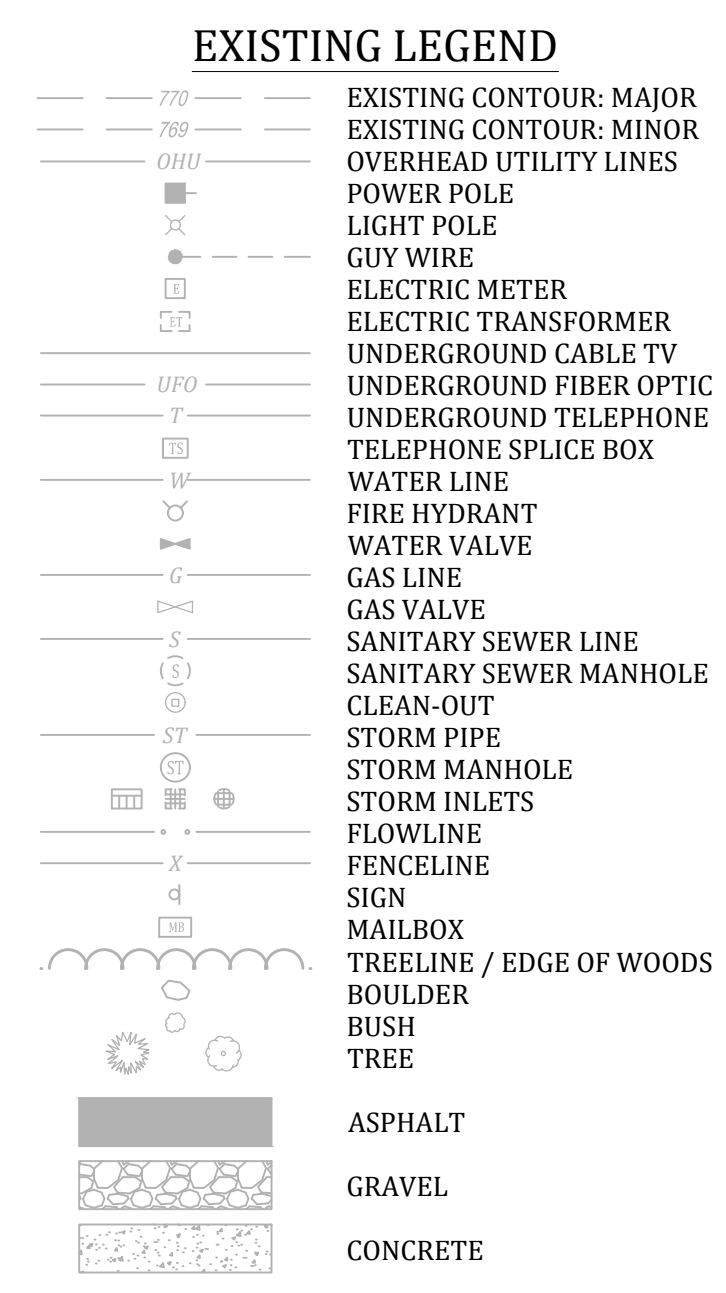 EXISTING LEGEND
770 EXISTING CONTOUR: MAJOR
769 EXISTING CONTOUR: MINOR
OHU OVERHEAD UTILITY LINES
POWER POLE
LIGHT POLE
GUY WIRE
E ELECTRIC METER
ET ELECTRIC TRANSFORMER
UNDERGROUND CABLE TV
UFO UNDERGROUND FIBER OPTIC
T UNDERGROUND TELEPHONE
TS TELEPHONE SPLICE BOX
W WATER LINE
FIRE HYDRANT
WATER VALVE
G GAS LINE
GAS VALVE
S SANITARY SEWER LINE
S SANITARY SEWER MANHOLE
CLEAN-OUT
ST STORM PIPE
ST STORM MANHOLE
STORM INLETS
FLOWLINE
X FENCELINE
SIGN
MB MAILBOX
TREELINE / EDGE OF WOODS
BOULDER
BUSH
TREE
ASPHALT
GRAVEL
CONCRETE